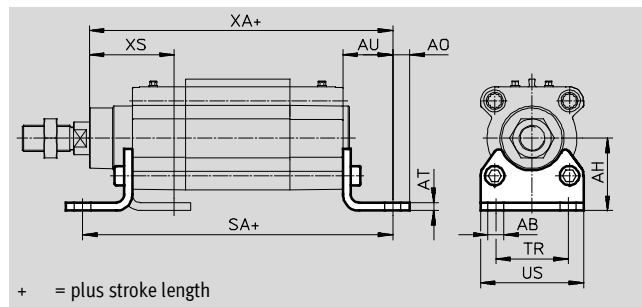 XA+
XS
AU
AO
AT
AH
SA+
AB
TR
US
+ = plus stroke length